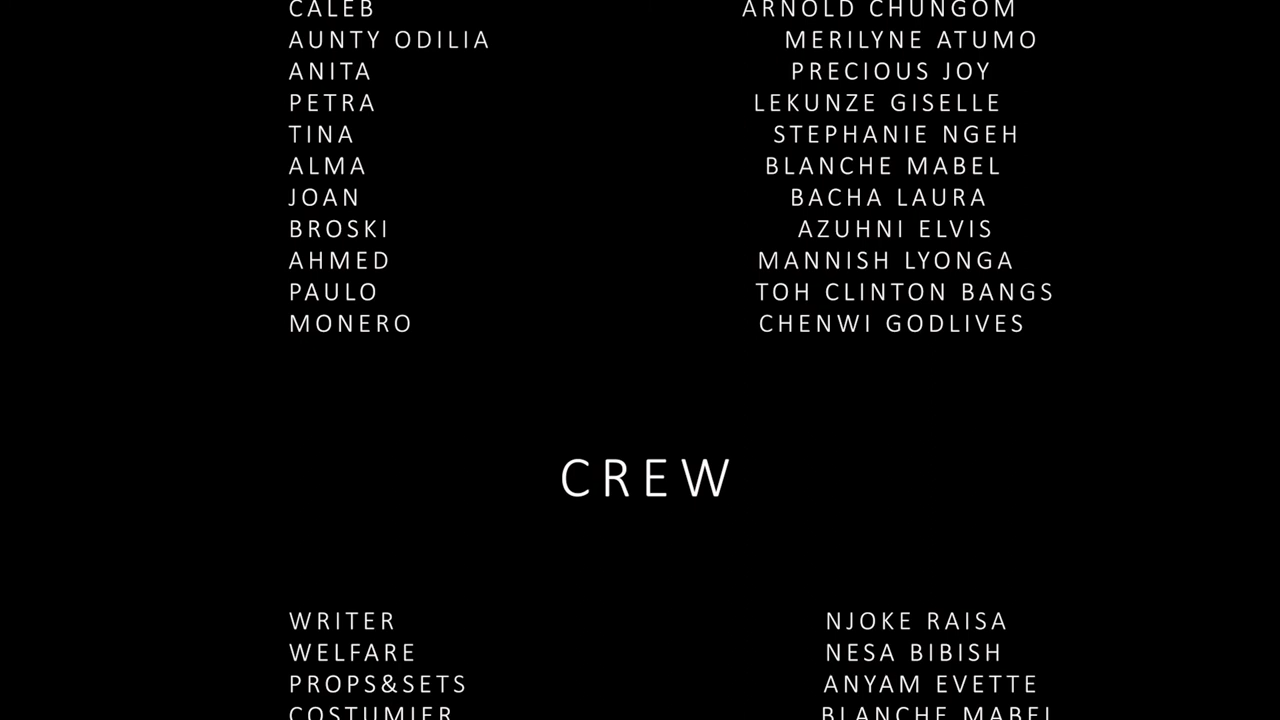 CALEB ARNOLD CHUNGOM
AUNTY ODILIA MERILYNE ATUMO
ANITA PRECIOUS JOY
PETRA LEKUNZE GISELLE
TINA STEPHANIE NGEH
ALMA BLANCHE MABEL
JOAN BACHA LAURA
BROSKI AZUHNI ELVIS
AHMED MANNISH LYONGA
PAULO TOH CLINTON BANGS
MONERO CHENWI GODLIVES
CREW
WRITER NJOKE RAISA
WELFARE NESA BIBISH
PROPS&SETS ANYAM EVETTE
COSTUMIER BLANCHE MABEL